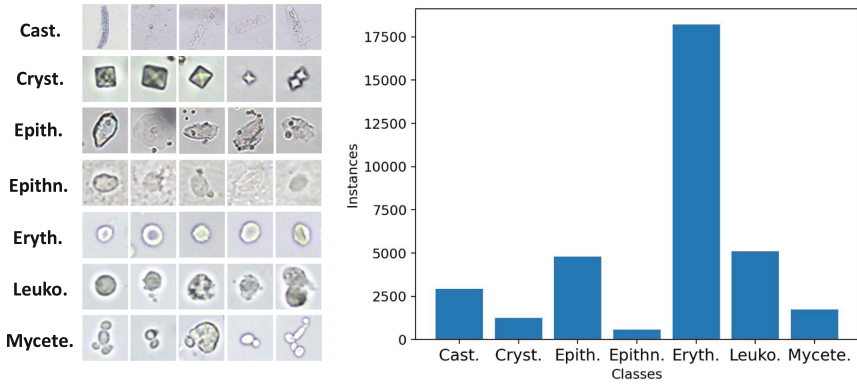 Cast.
Cryst.
Epith.
Epithn.
Eryth.
Leuko.
Mycete.
17500
15000
12500
10000
7500
5000
2500
0
Instances
Cast. Cryst. Epith. Epithn. Eryth. Leuko. Mycete.
Classes